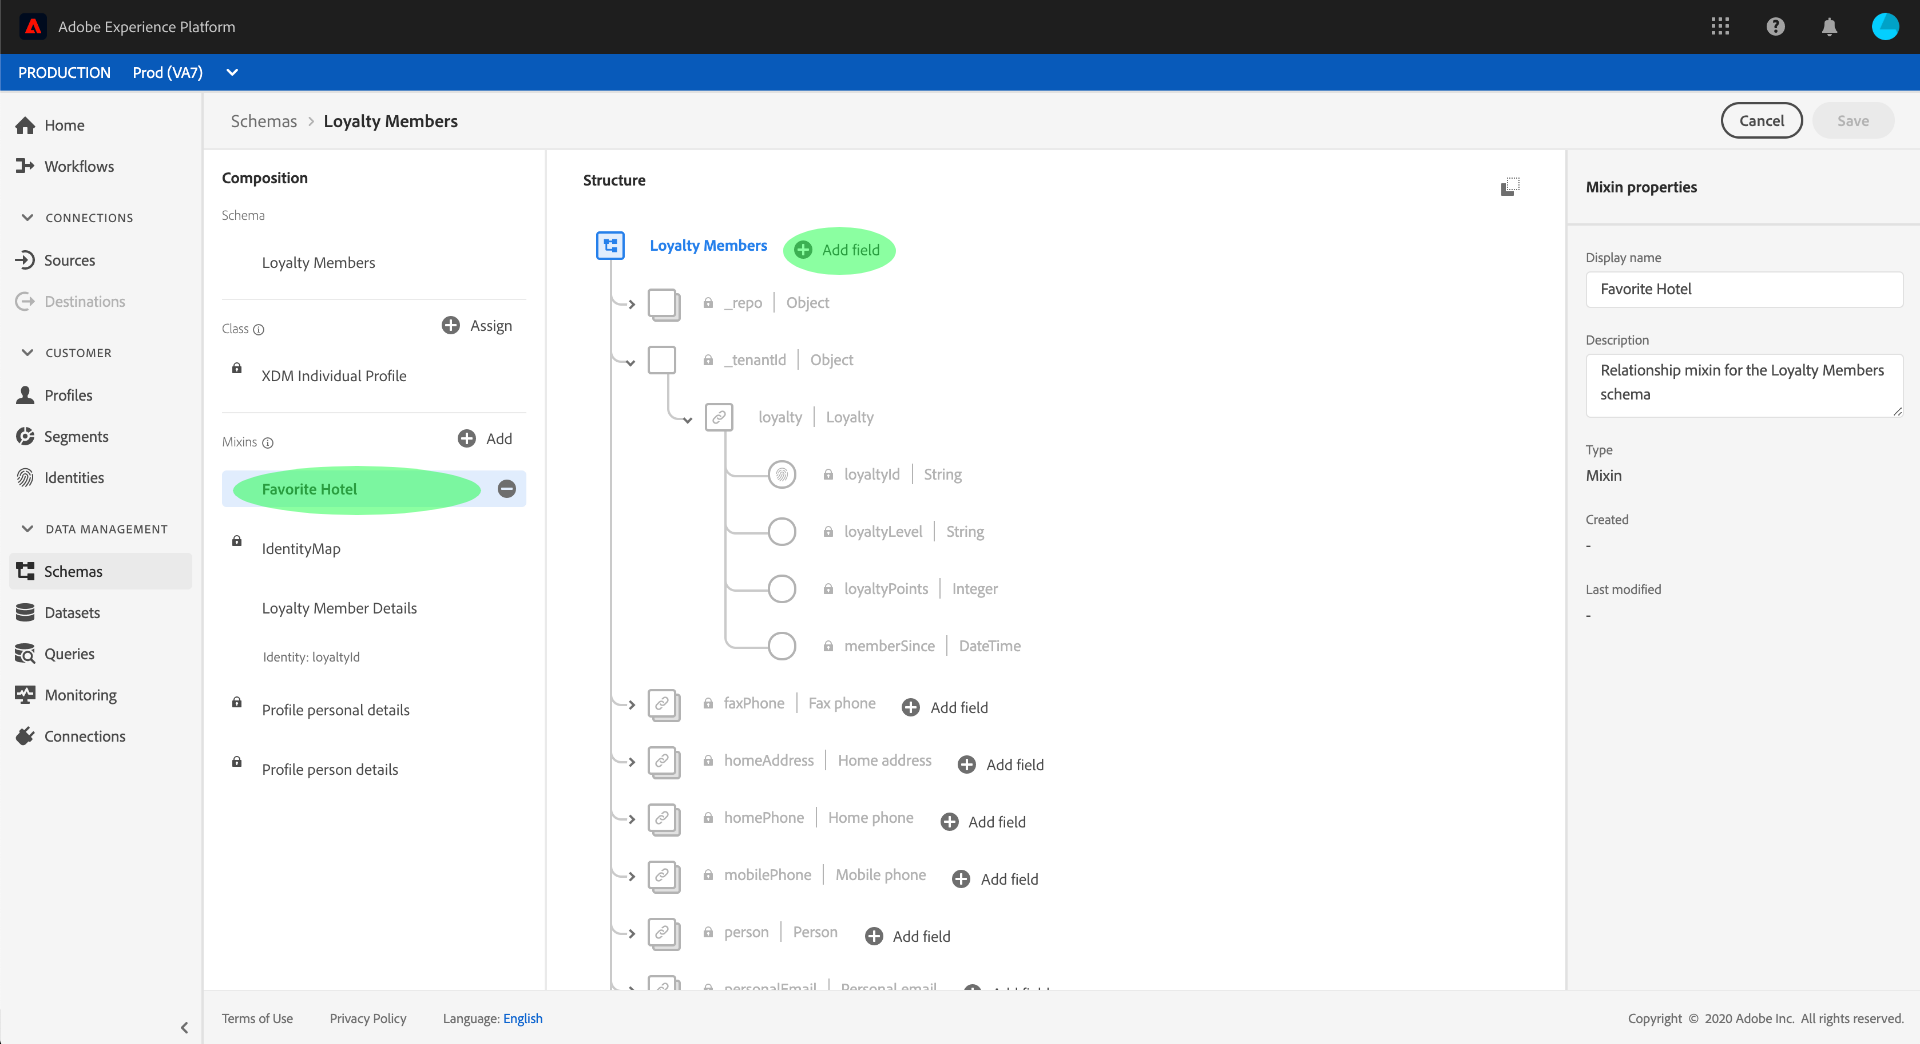 Adobe Experience Platform
PRODUCTION Prod (VA7)
Home
Workflows
CONNECTIONS
Sources
Destinations
CUSTOMER
Profiles
Segments
Identities
DATA MANAGEMENT
Schemas
Datasets
Queries
Monitoring
Connections
Schemas > Loyalty Members
Cancel
Save
Composition
Schema
Loyalty Members
Class
Assign
XDM Individual Profile
Mixins
Add
Favorite Hotel
IdentityMap
Loyalty Member Details
Identity: loyaltyId
Profile personal details
Profile person details
Structure
Loyalty Members Add field
_repo | Object
_tenantId | Object
loyalty | Loyalty
loyaltyId | String
loyaltyLevel | String
loyaltyPoints | Integer
memberSince | DateTime
faxPhone | Fax phone Add field
homeAddress | Home address Add field
homePhone | Home phone Add field
mobilePhone | Mobile phone Add field
person | Person Add field
personalEmail | Personal email Add field
Mixin properties
Display name
Favorite Hotel
Description
Relationship mixin for the Loyalty Members
schema
Type
Mixin
Created
-
Last modified
-
Terms of Use Privacy Policy Language: English
Copyright © 2020 Adobe Inc. All rights reserved.